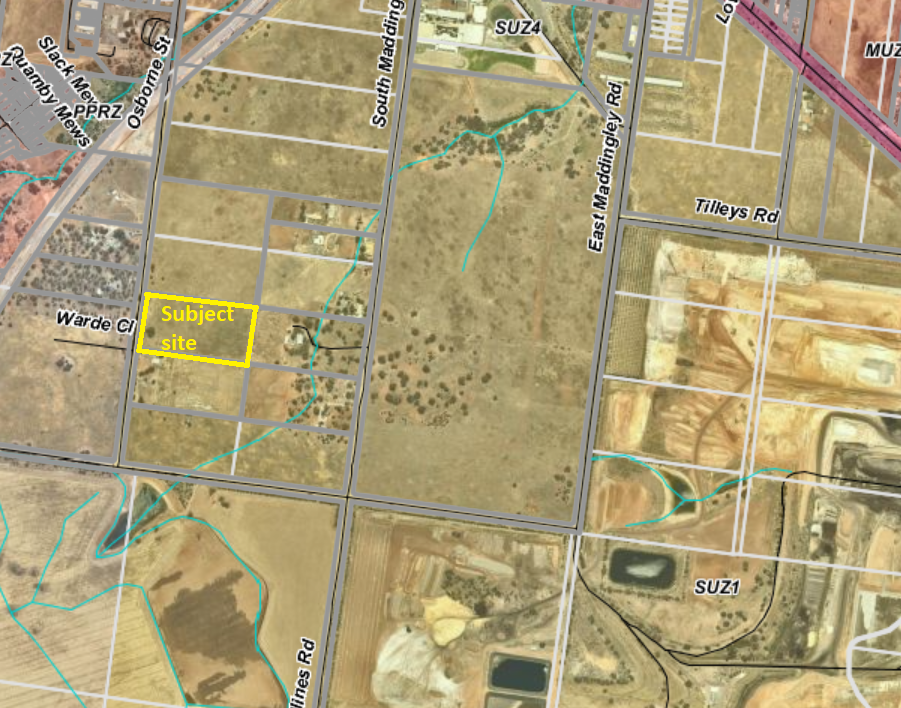 SUZ4
MUZ
Slack Mews
Quamby Mews
Osborne St
PPRZ
South Madding
East Maddingley Rd
Tilleys Rd
Warde Cl
Subject
site
SUZ1
lines Rd